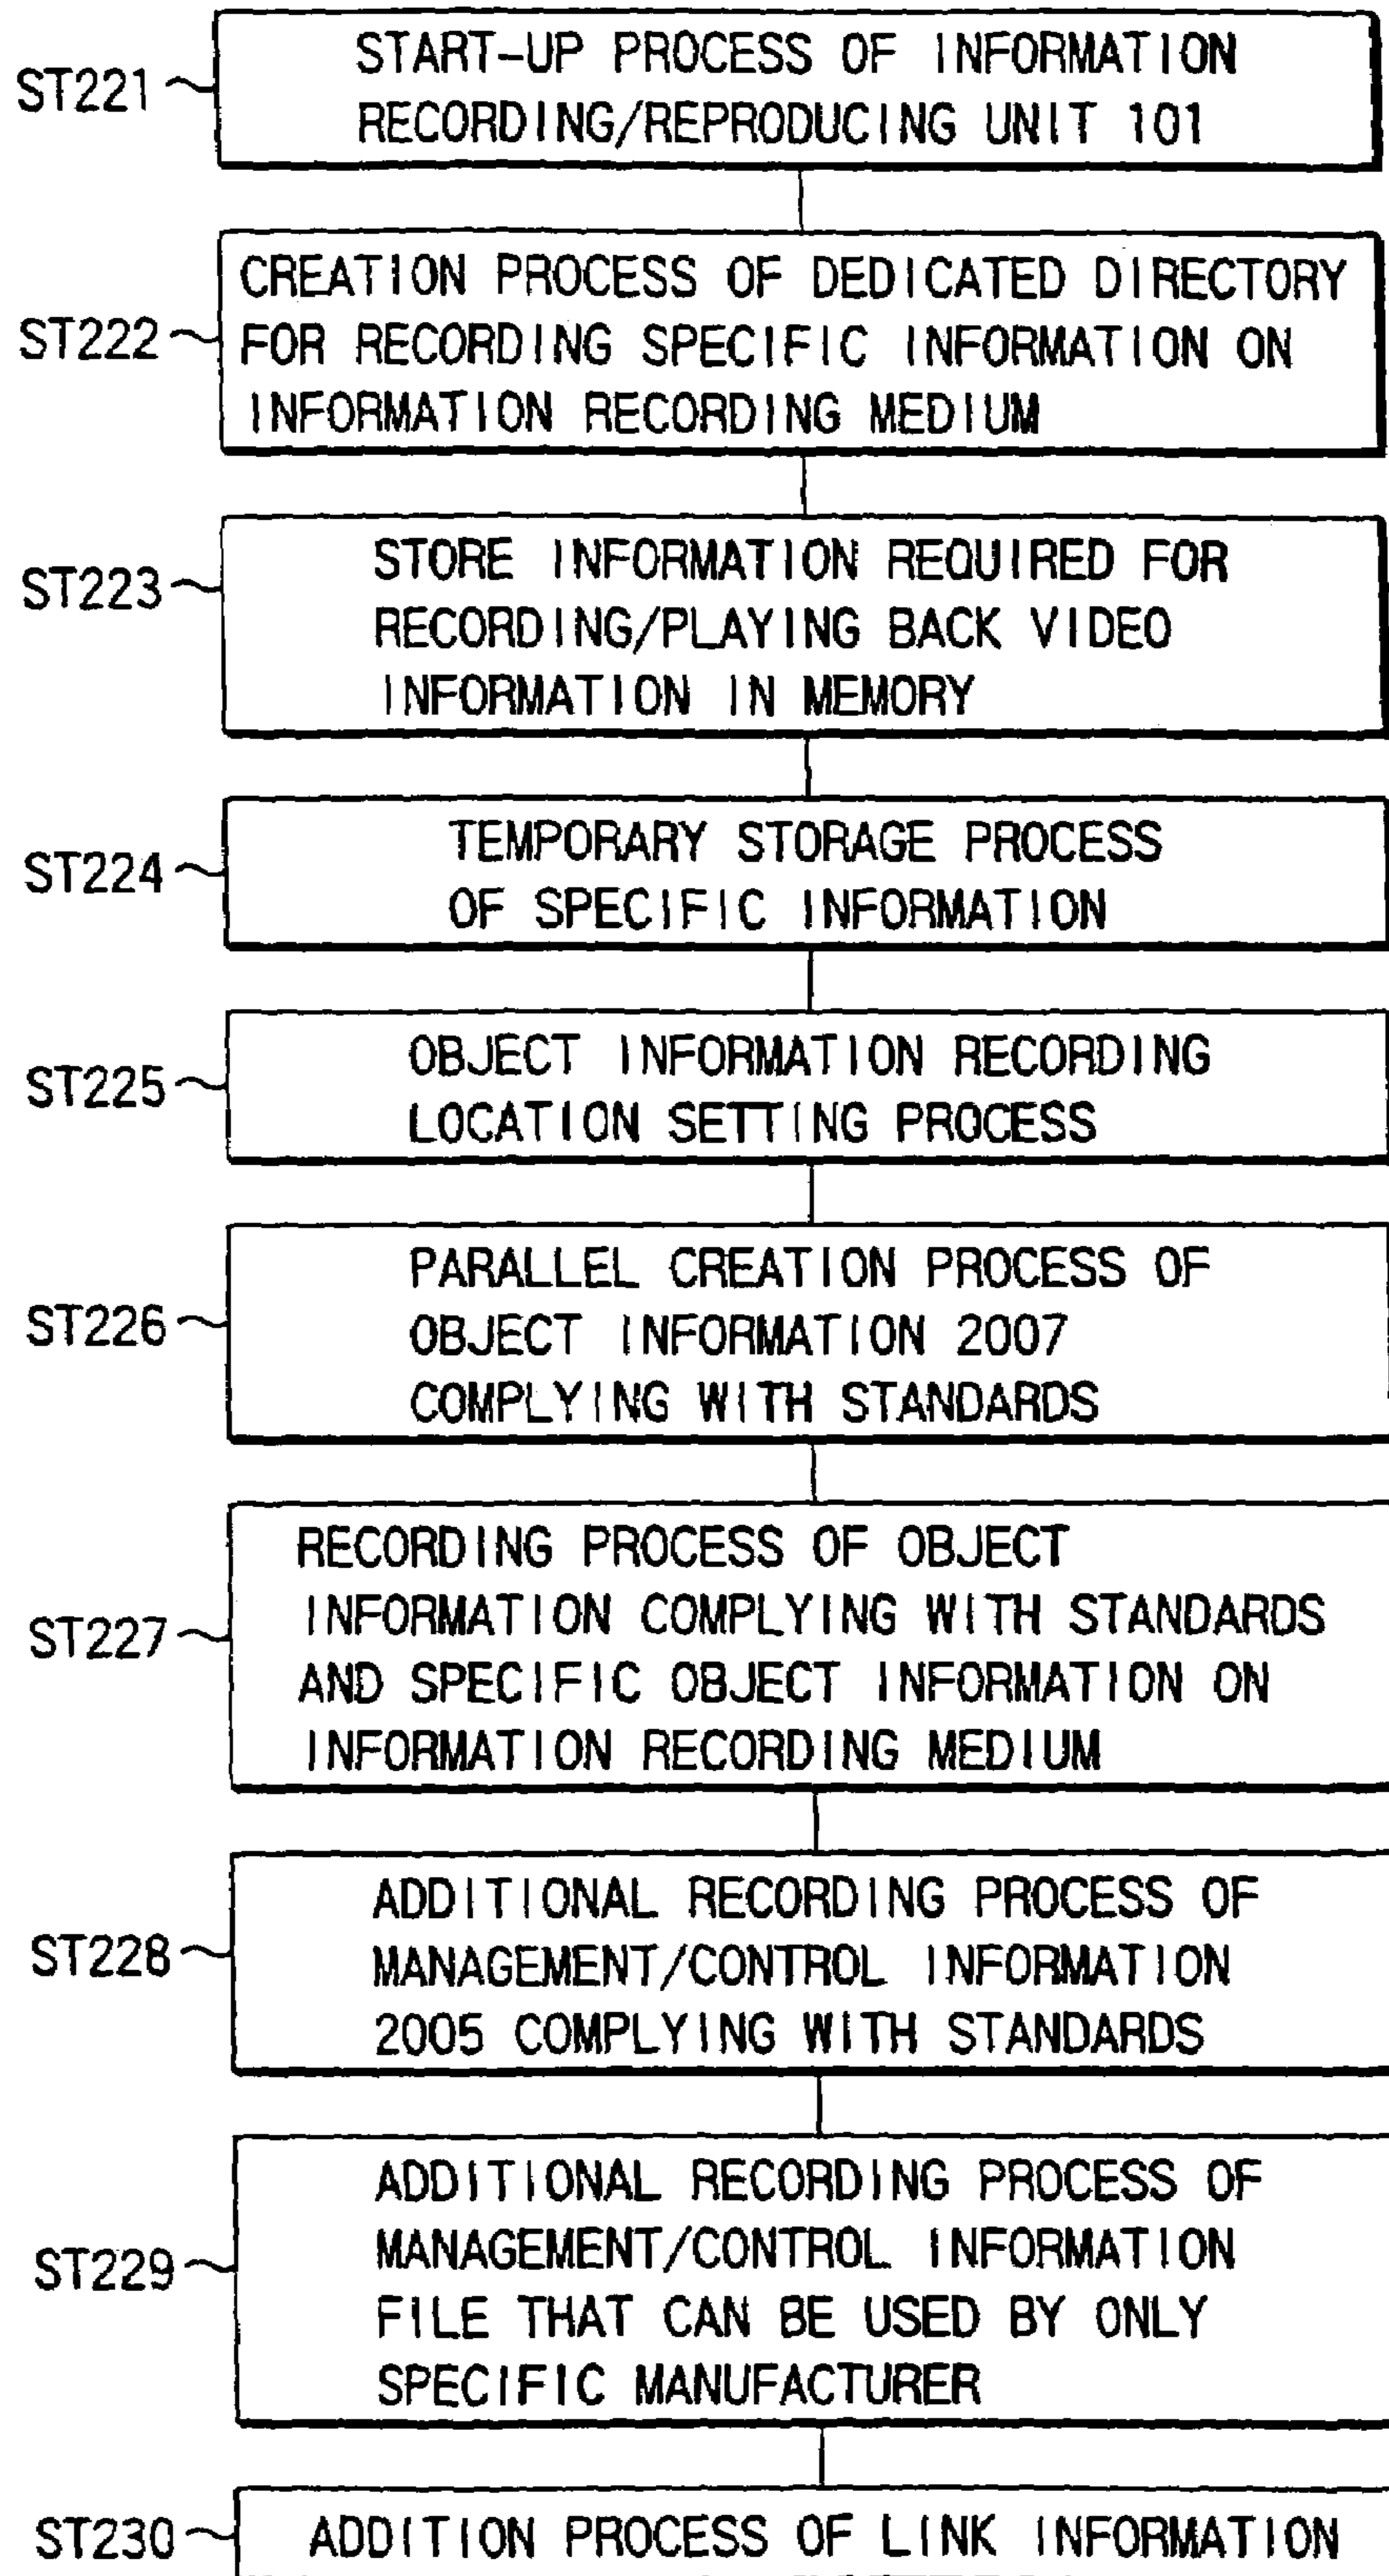 ST221
START-UP PROCESS OF INFORMATION
RECORDING/REPRODUCING UNIT 101
ST222
CREATION PROCESS OF DEDICATED DIRECTORY
FOR RECORDING SPECIFIC INFORMATION ON
INFORMATION RECORDING MEDIUM
ST223
STORE INFORMATION REQUIRED FOR
RECORDING/PLAYING BACK VIDEO
INFORMATION IN MEMORY
ST224
TEMPORARY STORAGE PROCESS
OF SPECIFIC INFORMATION
ST225
OBJECT INFORMATION RECORDING
LOCATION SETTING PROCESS
ST226
PARALLEL CREATION PROCESS OF
OBJECT INFORMATION 2007
COMPLYING WITH STANDARDS
ST227
RECORDING PROCESS OF OBJECT
INFORMATION COMPLYING WITH STANDARDS
AND SPECIFIC OBJECT INFORMATION ON
INFORMATION RECORDING MEDIUM
ST228
ADDITIONAL RECORDING PROCESS OF
MANAGEMENT/CONTROL INFORMATION
2005 COMPLYING WITH STANDARDS
ST229
ADDITIONAL RECORDING PROCESS OF
MANAGEMENT/CONTROL INFORMATION
FILE THAT CAN BE USED BY ONLY
SPECIFIC MANUFACTURER
ST230
ADDITION PROCESS OF LINK INFORMATION